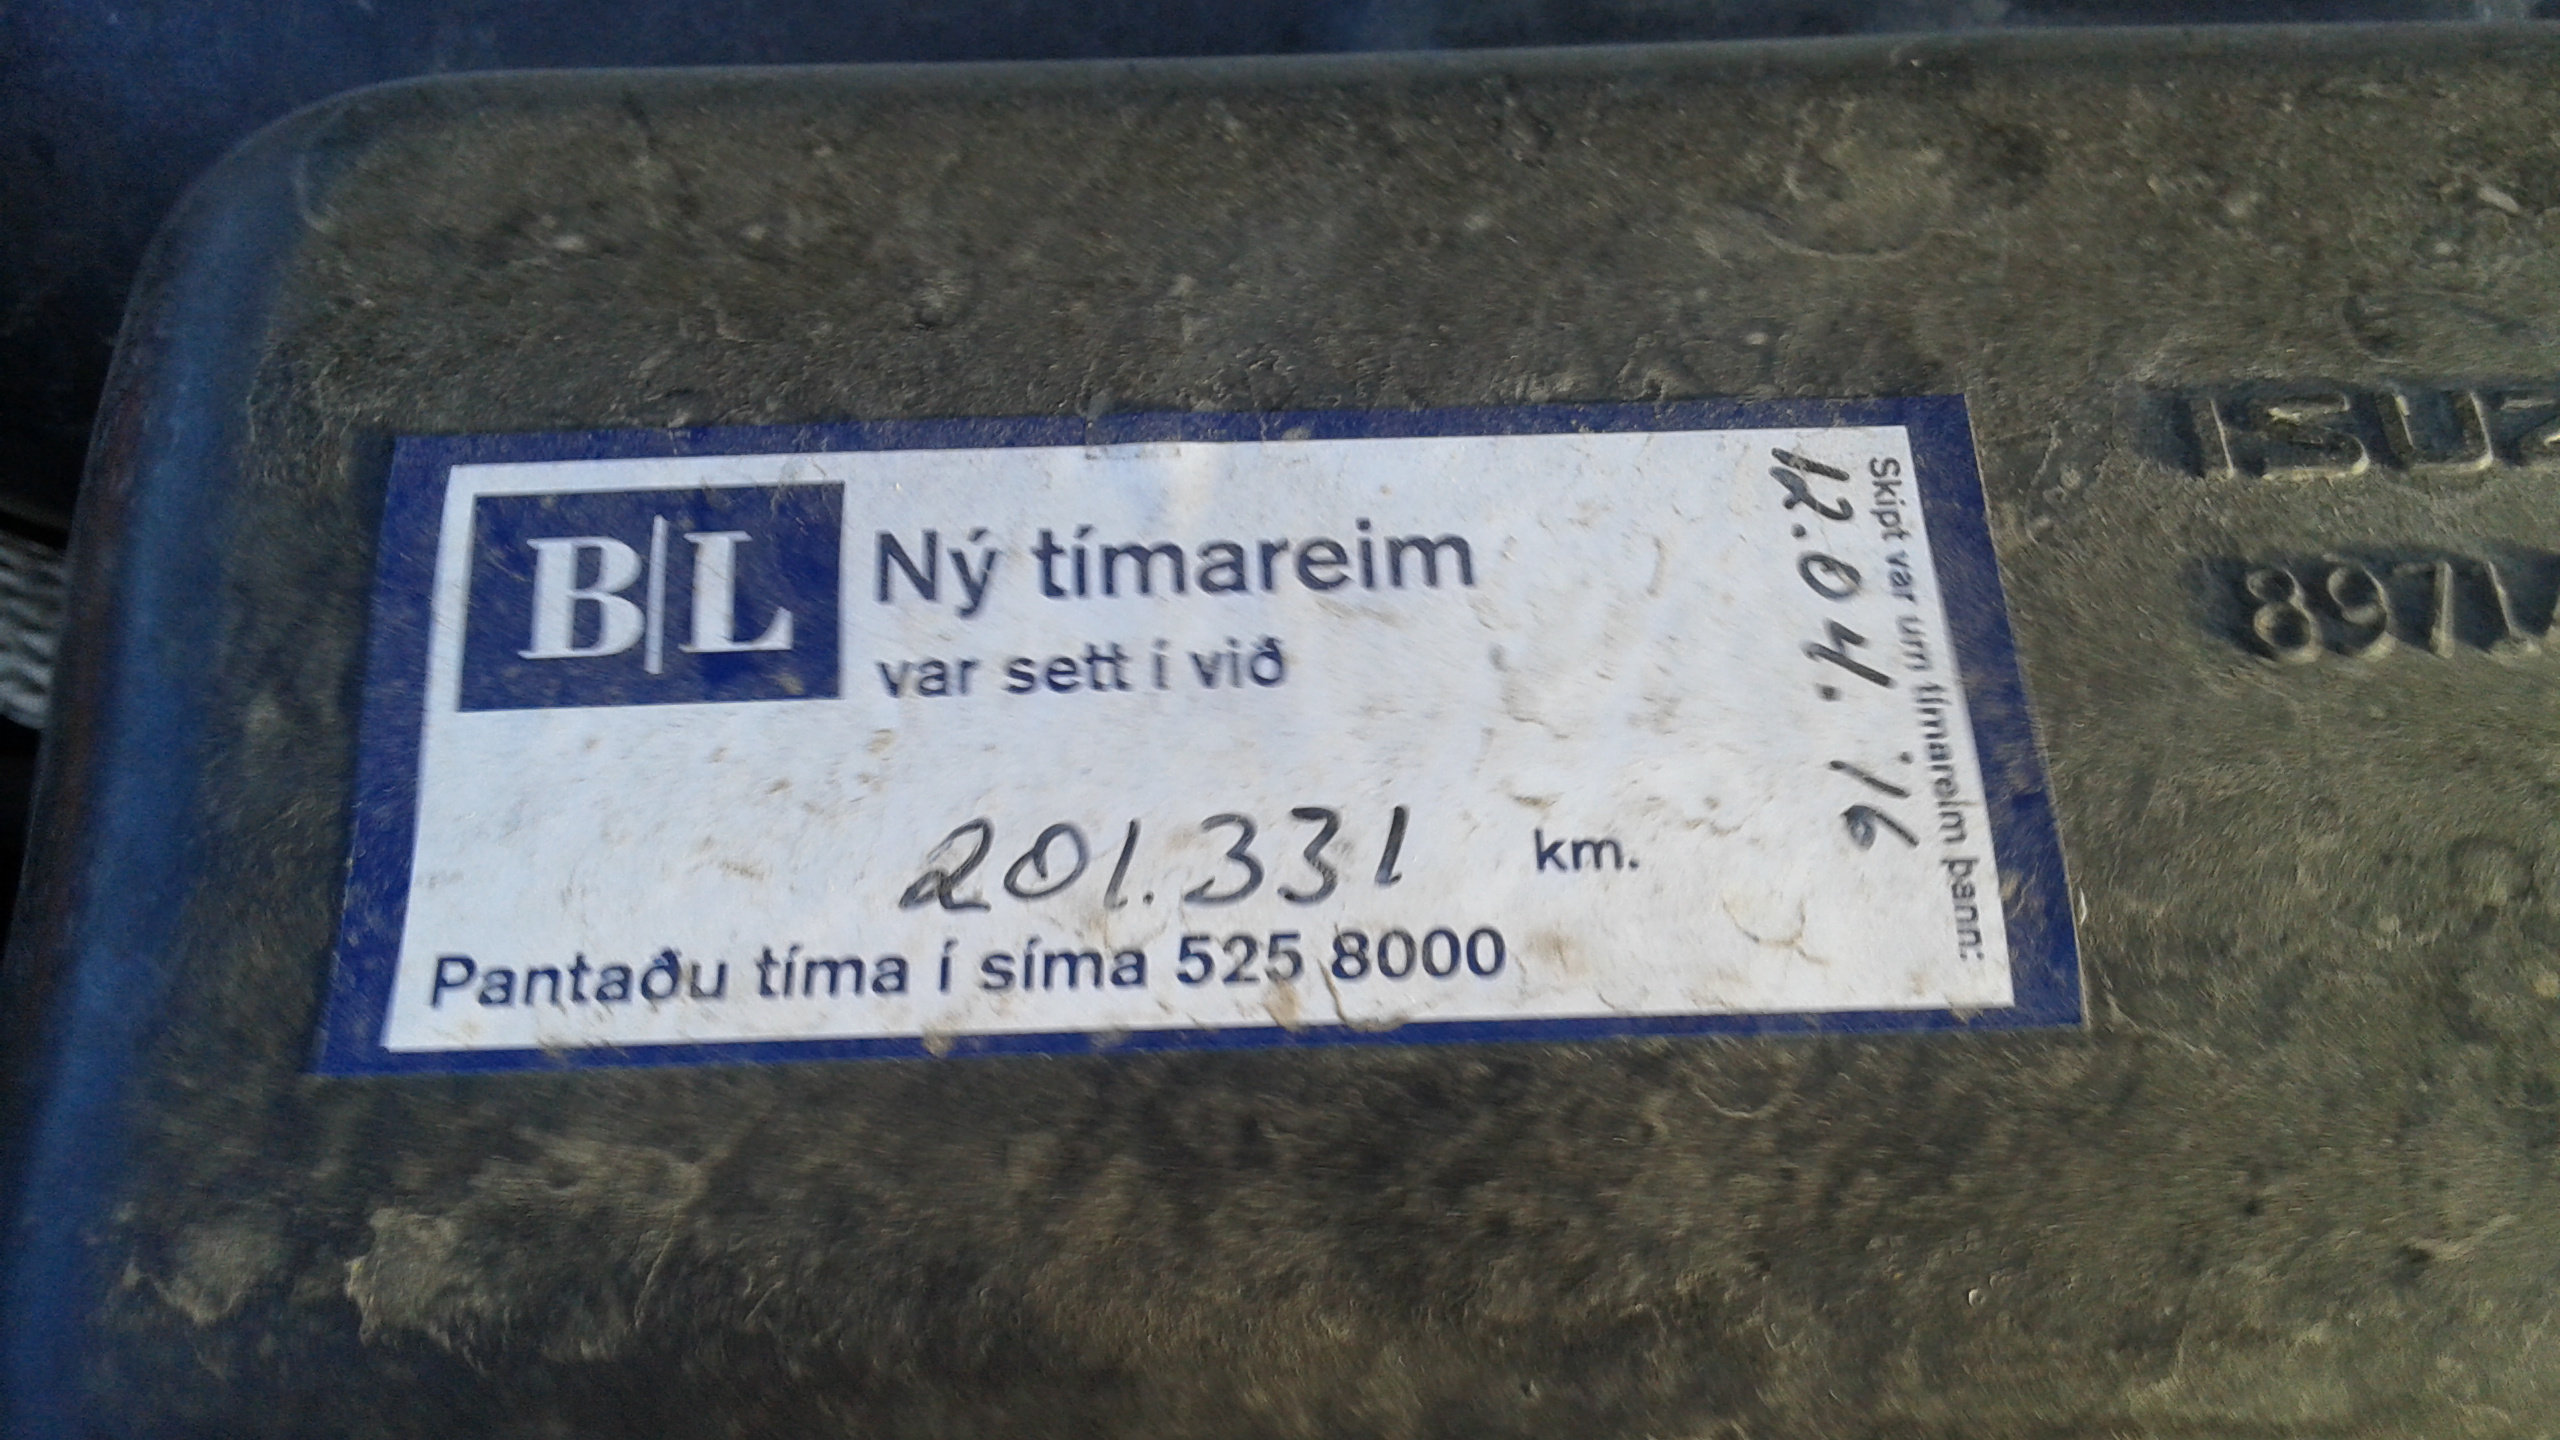 B|L
Ný tímareim
var sett í við
201.331 km.
Pantaðu tíma í síma 525 8000
Skipt var um tímareim þann:
12.04.'16
ISUZ
8971